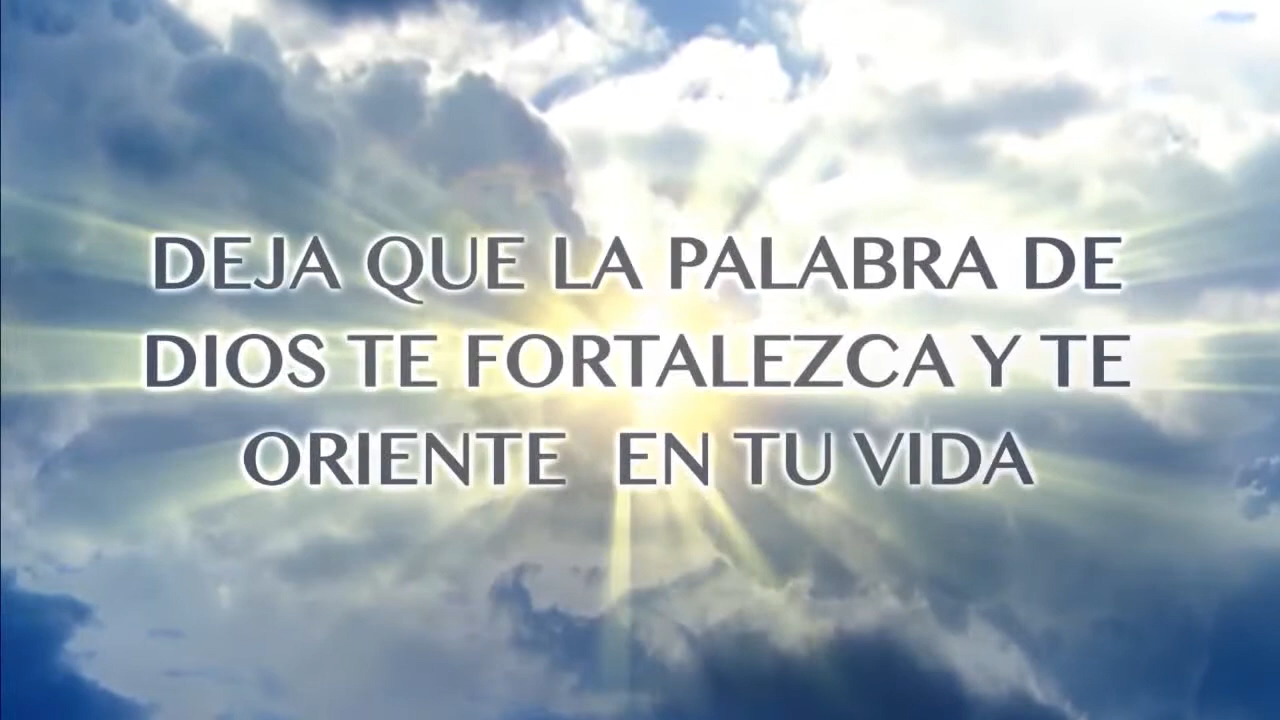 DEJA QUE LA PALABRA DE
DIOS TE FORTALEZCA Y TE
ORIENTE  EN TU VIDA